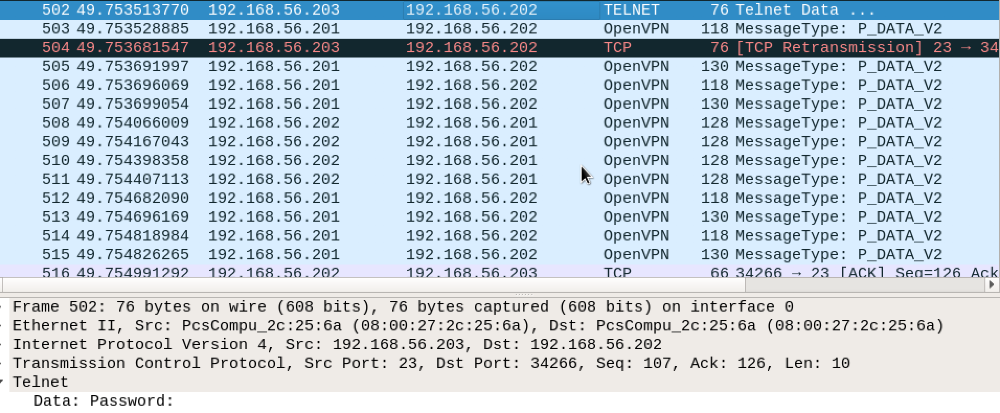 502 49.753513770 192.168.56.203 192.168.56.202 TELNET 76 Telnet Data ...
503 49.753528885 192.168.56.201 192.168.56.202 OpenVPN 118 MessageType: P_DATA_V2
504 49.753681547 192.168.56.203 192.168.56.202 TCP 76 [TCP Retransmission] 23 → 34
505 49.753691997 192.168.56.201 192.168.56.202 OpenVPN 130 MessageType: P_DATA_V2
506 49.753696069 192.168.56.201 192.168.56.202 OpenVPN 118 MessageType: P_DATA_V2
507 49.753699054 192.168.56.201 192.168.56.202 OpenVPN 130 MessageType: P_DATA_V2
508 49.754066009 192.168.56.202 192.168.56.201 OpenVPN 128 MessageType: P_DATA_V2
509 49.754167043 192.168.56.202 192.168.56.201 OpenVPN 128 MessageType: P_DATA_V2
510 49.754398358 192.168.56.202 192.168.56.201 OpenVPN 128 MessageType: P_DATA_V2
511 49.754407113 192.168.56.202 192.168.56.201 OpenVPN 128 MessageType: P_DATA_V2
512 49.754682090 192.168.56.201 192.168.56.202 OpenVPN 118 MessageType: P_DATA_V2
513 49.754696169 192.168.56.201 192.168.56.202 OpenVPN 130 MessageType: P_DATA_V2
514 49.754818984 192.168.56.201 192.168.56.202 OpenVPN 118 MessageType: P_DATA_V2
515 49.754826265 192.168.56.201 192.168.56.202 OpenVPN 130 MessageType: P_DATA_V2
516 49.754991292 192.168.56.202 192.168.56.203 TCP 66 34266 → 23 [ACK] Seq=126 Ack
Frame 502: 76 bytes on wire (608 bits), 76 bytes captured (608 bits) on interface 0
Ethernet II, Src: PcsCompu_2c:25:6a (08:00:27:2c:25:6a), Dst: PcsCompu_2c:25:6a (08:00:27:2c:25:6a)
Internet Protocol Version 4, Src: 192.168.56.203, Dst: 192.168.56.202
Transmission Control Protocol, Src Port: 23, Dst Port: 34266, Seq: 107, Ack: 126, Len: 10
Telnet
Data: Password: